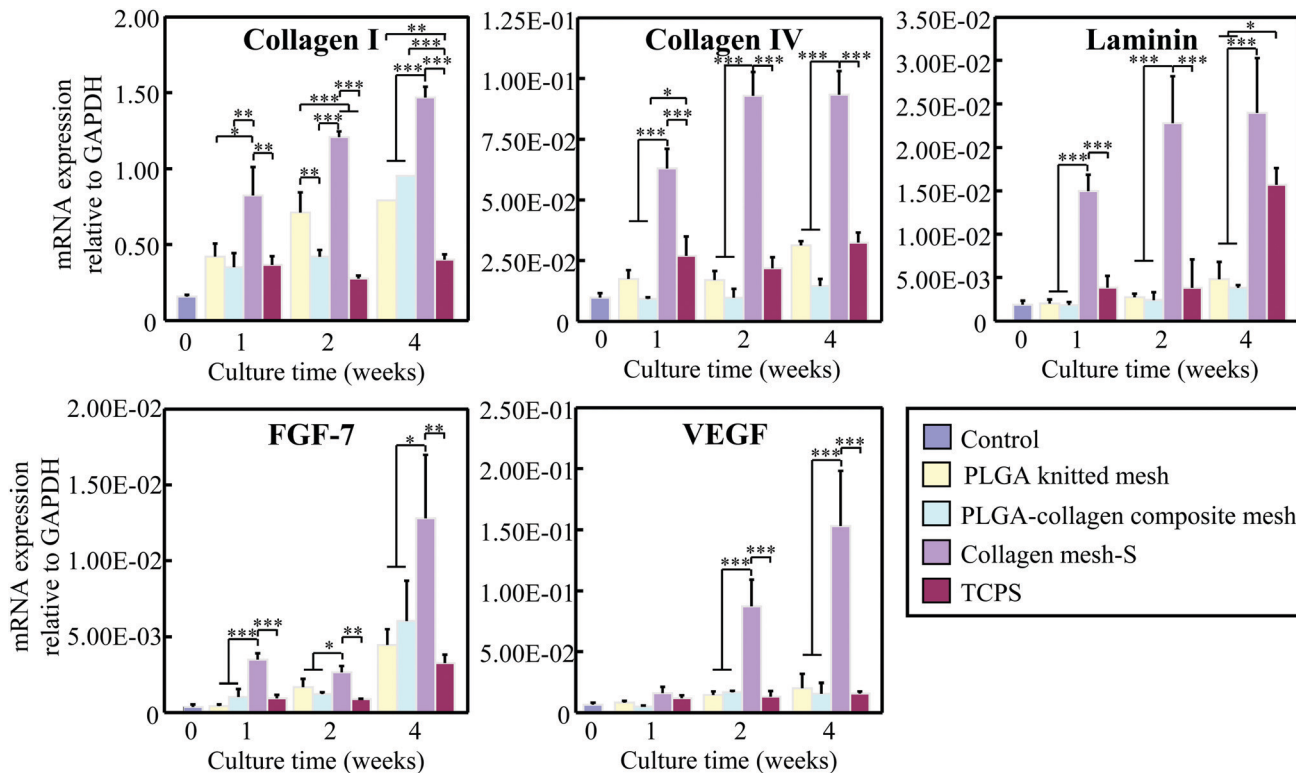 mRNA expression
relative to GAPDH
2.00
1.50
1.00
0.50
0
Collagen I
*
**
**
**
***
***
***
***
***
***
**
0 1 2 4
Culture time (weeks)
1.25E-01
1.00E-01
7.50E-02
5.00E-02
2.50E-02
0
Collagen IV
***
*
***
***
***
***
***
0 1 2 4
Culture time (weeks)
3.50E-02
3.00E-02
2.50E-02
2.00E-02
1.50E-02
1.00E-02
5.00E-03
0
Laminin
***
***
***
***
***
*
0 1 2 4
Culture time (weeks)
mRNA expression
relative to GAPDH
2.00E-02
1.50E-02
1.00E-02
5.00E-03
0
FGF-7
***
***
*
**
*
**
0 1 2 4
Culture time (weeks)
2.50E-01
2.00E-01
1.50E-01
1.00E-01
5.00E-02
0
VEGF
***
***
***
***
0 1 2 4
Culture time (weeks)
Control
PLGA knitted mesh
PLGA-collagen composite mesh
Collagen mesh-S
TCPS